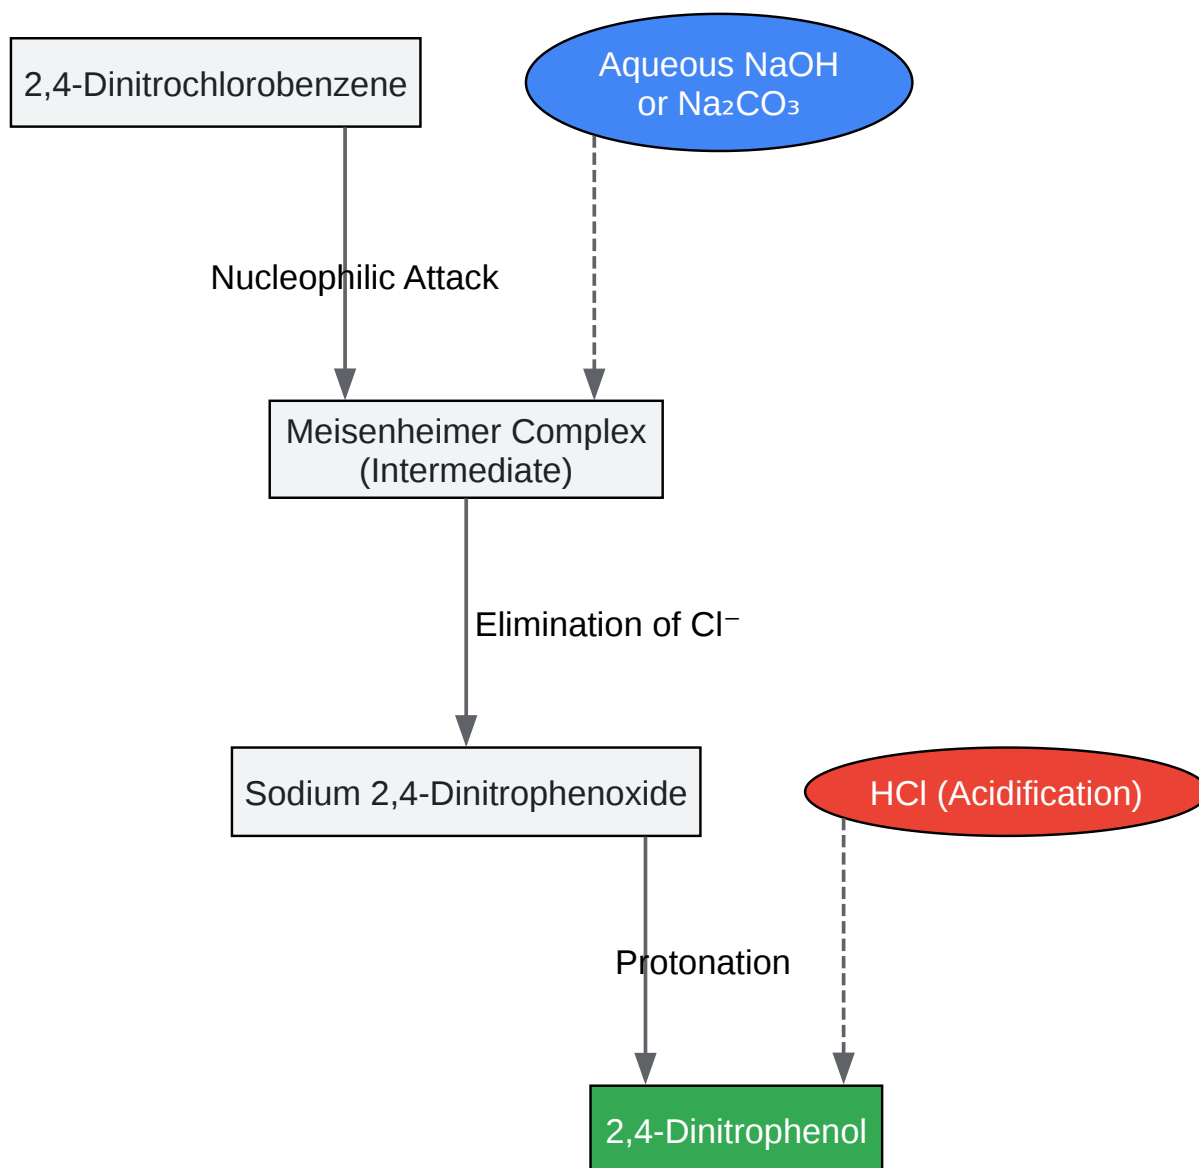 2,4-Dinitrochlorobenzene
Aqueous NaOH
or Na₂CO₃
Nucleophilic Attack
Meisenheimer Complex
(Intermediate)
Elimination of Cl⁻
Sodium 2,4-Dinitrophenoxide
HCl (Acidification)
Protonation
2,4-Dinitrophenol